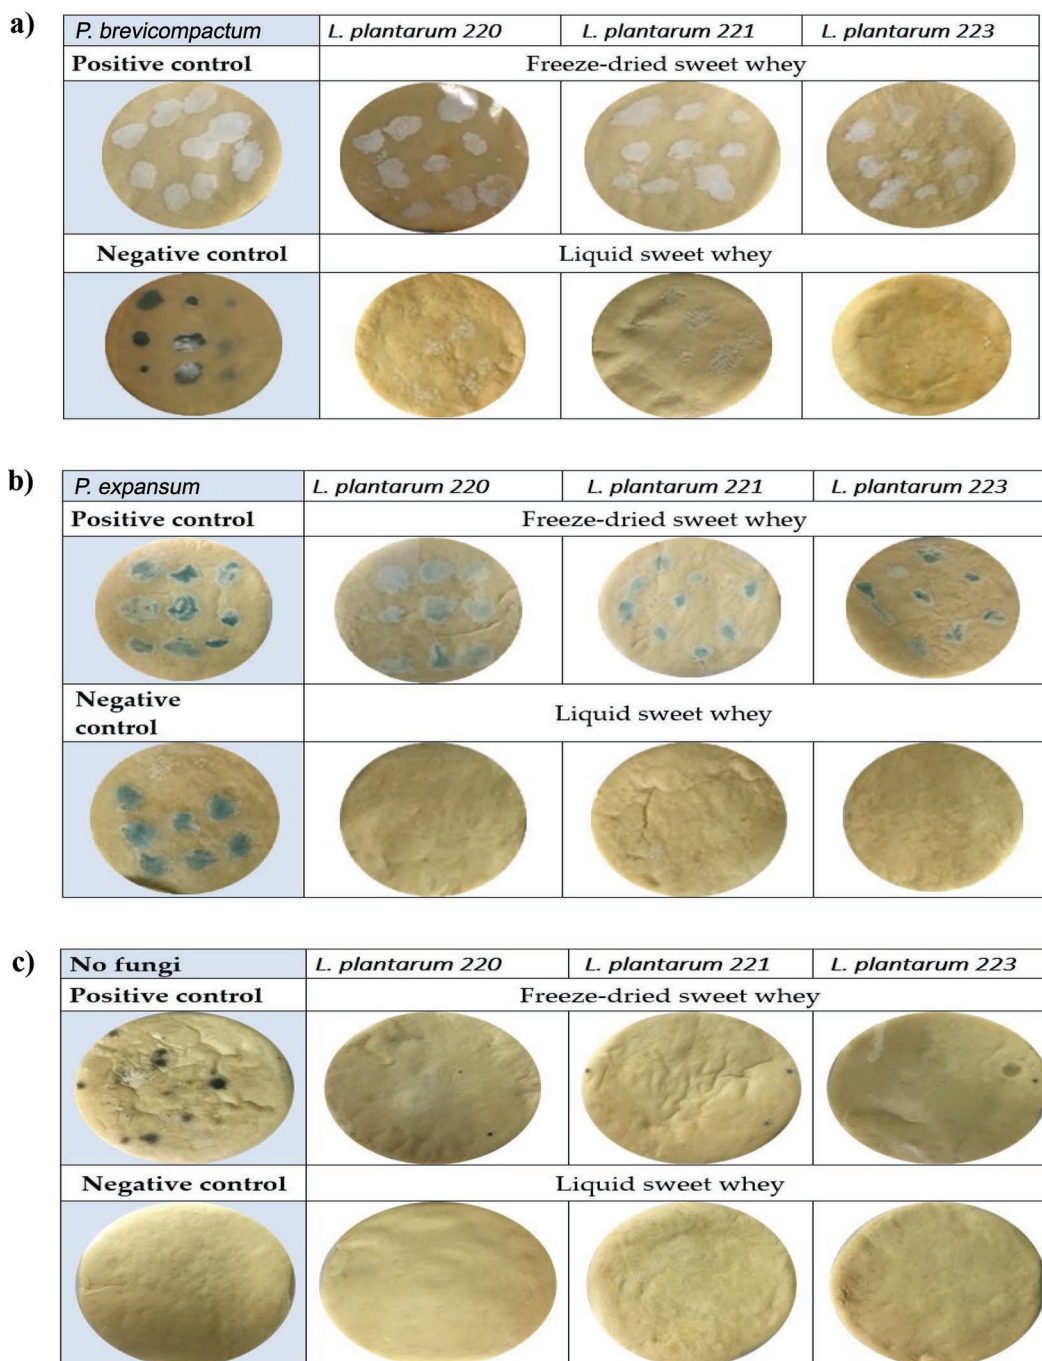 a)
P. brevicompactum L. plantarum 220 L. plantarum 221 L. plantarum 223
Positive control Freeze-dried sweet whey
Negative control Liquid sweet whey
b)
P. expansum L. plantarum 220 L. plantarum 221 L. plantarum 223
Positive control Freeze-dried sweet whey
Negative
control Liquid sweet whey
c)
No fungi L. plantarum 220 L. plantarum 221 L. plantarum 223
Positive control Freeze-dried sweet whey
Negative control Liquid sweet whey